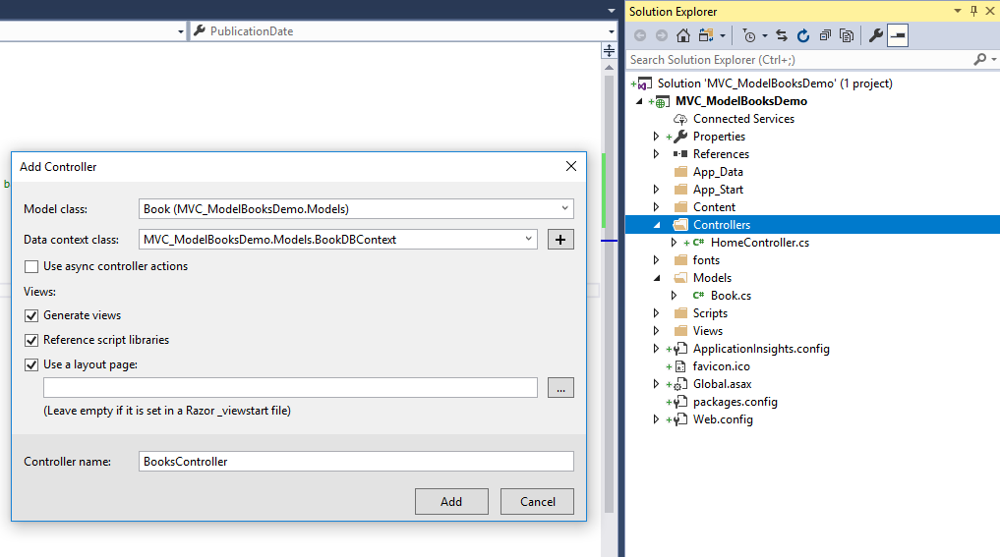 PublicationDate
b
Add Controller
Model class:
Book (MVC_ModelBooksDemo.Models)
Data context class:
MVC_ModelBooksDemo.Models.BookDBContext
+
Use async controller actions
Views:
Generate views
Reference script libraries
Use a layout page:
...
(Leave empty if it is set in a Razor _viewstart file)
Controller name:
BooksController
Add
Cancel
Solution Explorer
Search Solution Explorer (Ctrl+;)
Solution 'MVC_ModelBooksDemo' (1 project)
MVC_ModelBooksDemo
Connected Services
Properties
References
App_Data
App_Start
Content
Controllers
C# HomeController.cs
fonts
Models
C# Book.cs
Scripts
Views
ApplicationInsights.config
favicon.ico
Global.asax
packages.config
Web.config